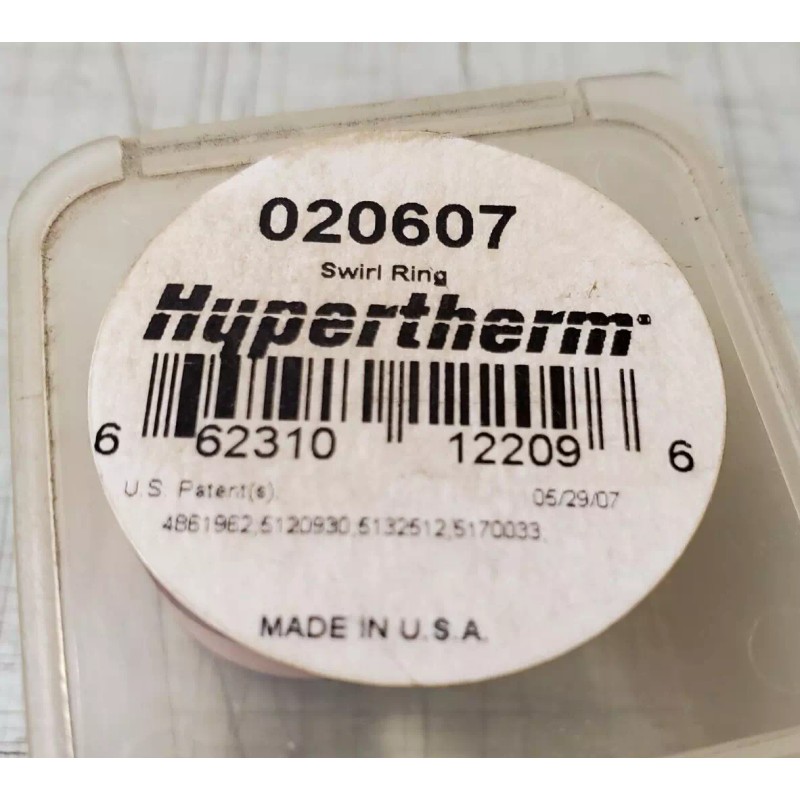 020607
Swirl Ring
Hypertherm®
6 62310 12209 6
U.S. Patent(s). 05/29/07
4861962,5120930,5132512,5170033,
MADE IN U.S.A.